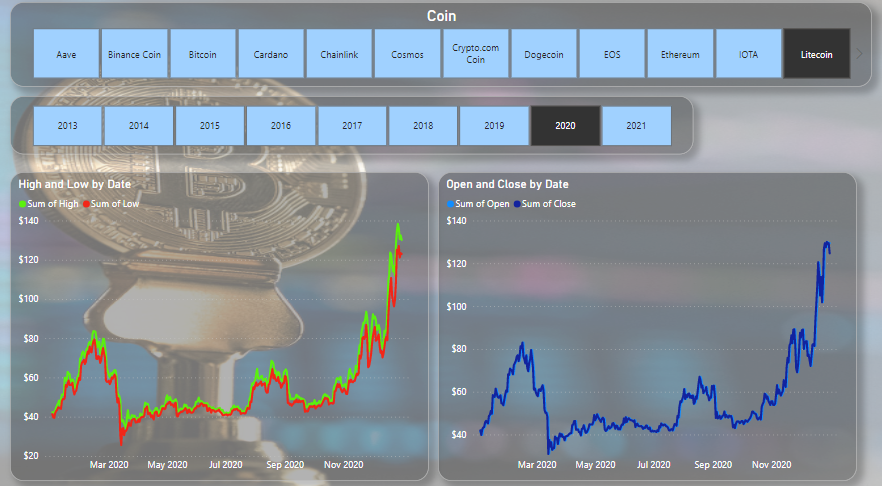 Coin
Aave
Binance Coin
Bitcoin
Cardano
Chainlink
Cosmos
Crypto.com
Coin
Dogecoin
EOS
Ethereum
IOTA
Litecoin
2013
2014
2015
2016
2017
2018
2019
2020
2021
High and Low by Date
Sum of High Sum of Low
$140
$120
$100
$80
$60
$40
$20
Mar 2020 May 2020 Jul 2020 Sep 2020 Nov 2020
Open and Close by Date
Sum of Open Sum of Close
$140
$120
$100
$80
$60
$40
Mar 2020 May 2020 Jul 2020 Sep 2020 Nov 2020